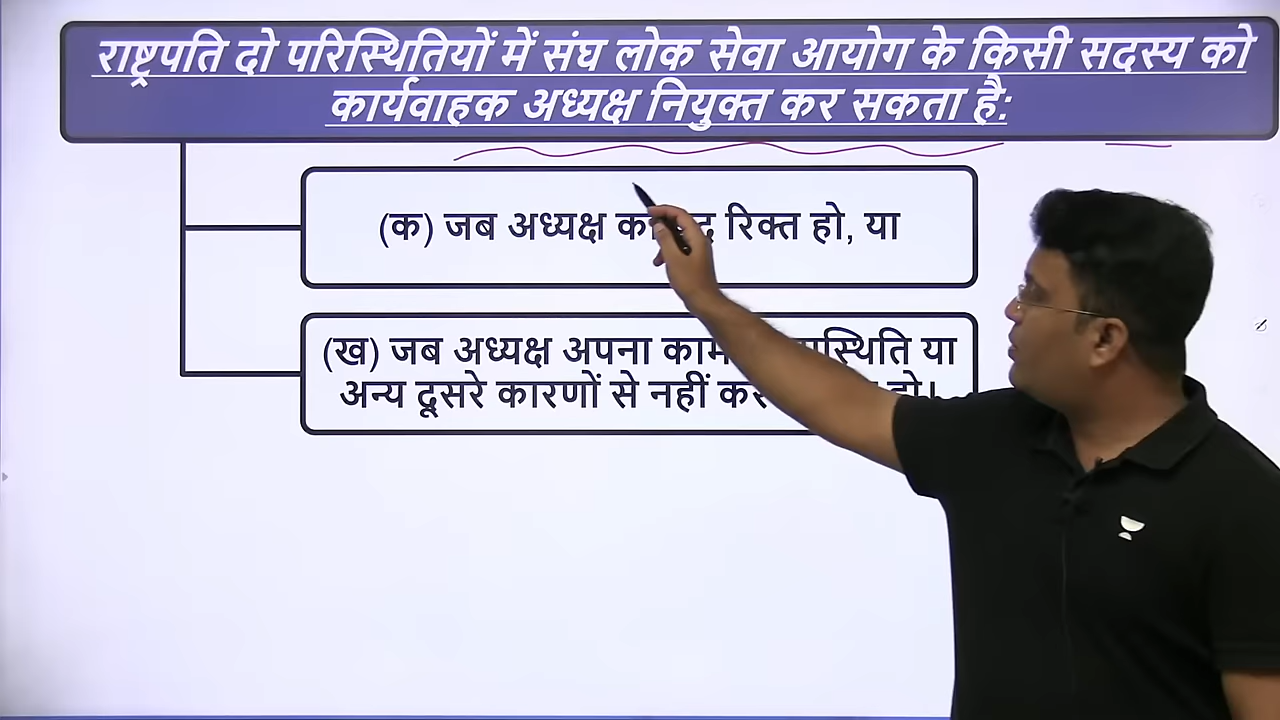 राष्ट्रपति दो परिस्थितियों में संघ लोक सेवा आयोग के किसी सदस्य को
कार्यवाहक अध्यक्ष नियुक्त कर सकता है:
(क) जब अध्यक्ष रिक्त हो, या
(ख) जब अध्यक्ष अपना काम या
अन्य दूसरे कारणों से नहीं कर हो।